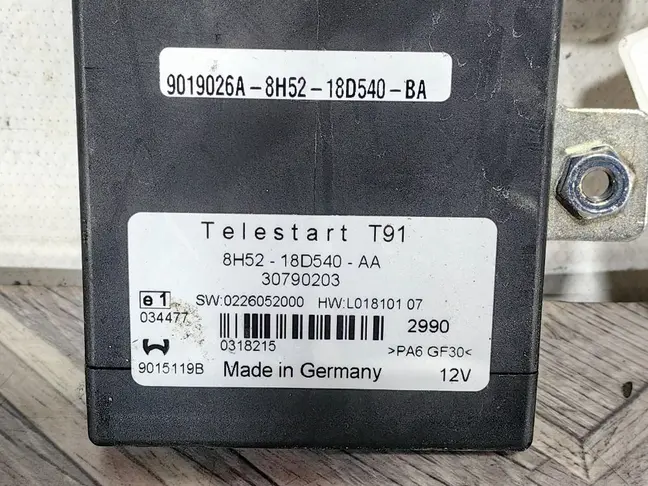 9019026A-8H52-18D540-BA
Telestart T91
8H52 - 18D540 - AA
30790203
e1 SW:0226052000 HW:L018101 07
034477
2990
0318215 >PA6 GF30<
9015119B Made in Germany 12V